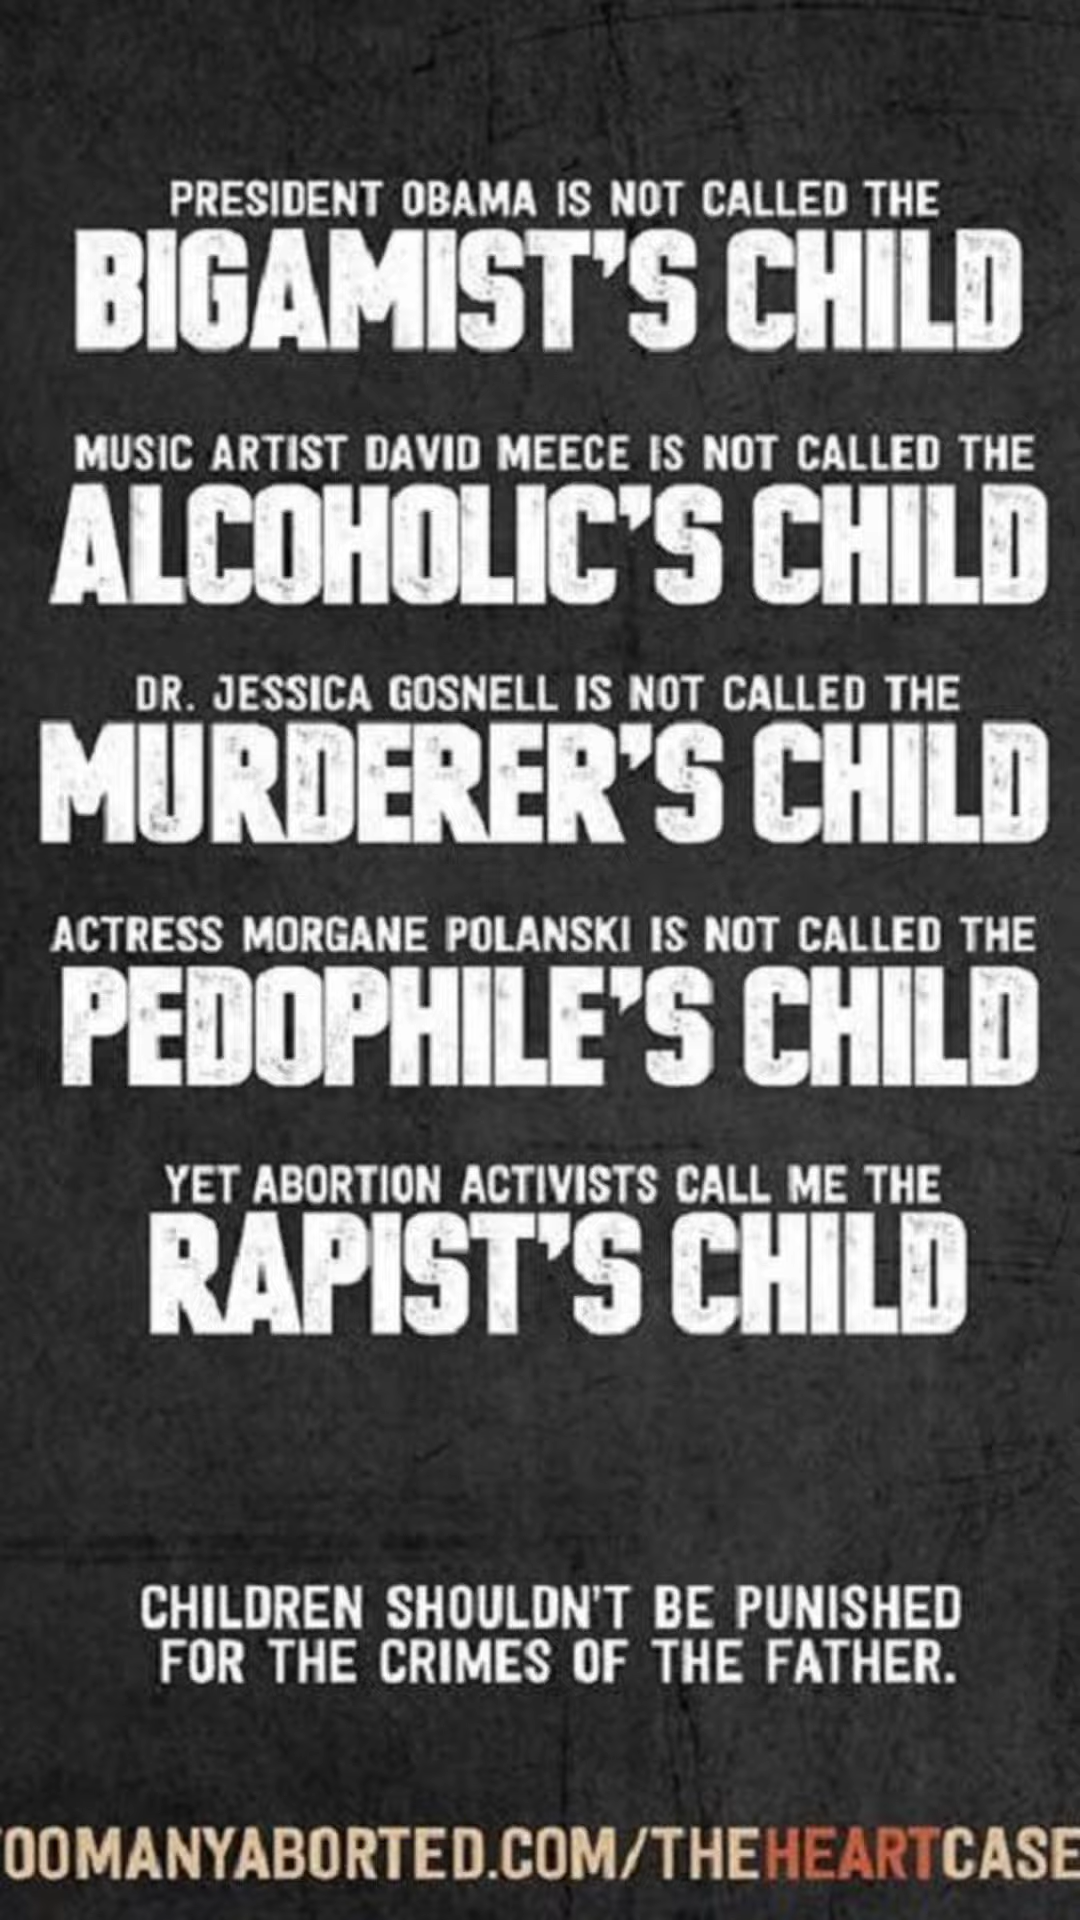 PRESIDENT OBAMA IS NOT CALLED THE
BIGAMIST'S CHILD
MUSIC ARTIST DAVID MEECE IS NOT CALLED THE
ALCOHOLIC'S CHILD
DR. JESSICA GOSNELL IS NOT CALLED THE
MURDERER'S CHILD
ACTRESS MORGANE POLANSKI IS NOT CALLED THE
PEDOPHILE'S CHILD
YET ABORTION ACTIVISTS CALL ME THE
RAPIST'S CHILD
CHILDREN SHOULDN'T BE PUNISHED
FOR THE CRIMES OF THE FATHER.
TOOMANYABORTED.COM/THEHEARTCASE